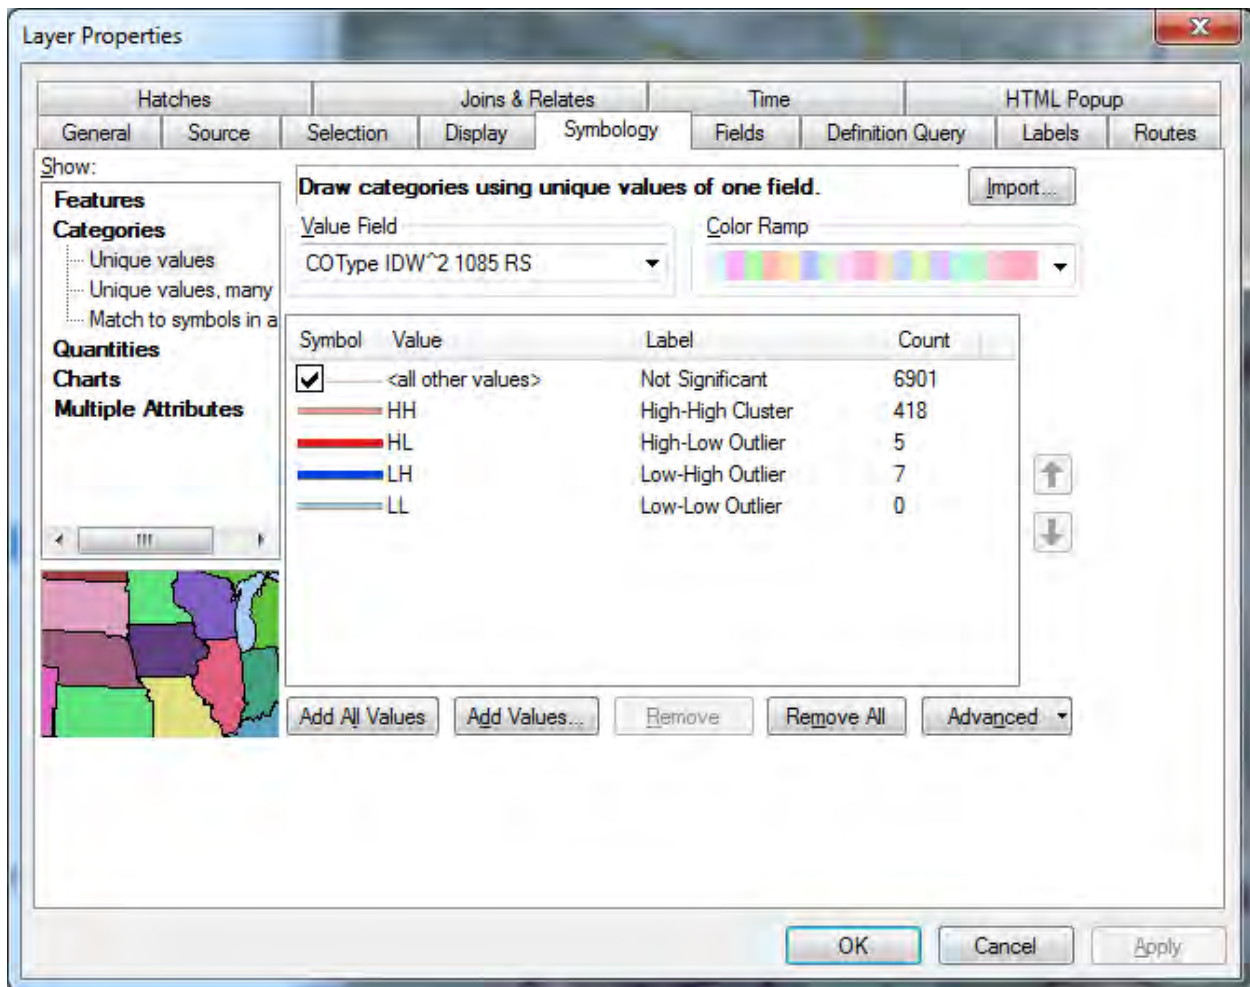 Layer Properties
X
Hatches Joins & Relates Time HTML Popup
General Source Selection Display Symbology Fields Definition Query Labels Routes
Show:
Features
Categories
Unique values
Unique values, many
Match to symbols in a
Quantities
Charts
Multiple Attributes
Draw categories using unique values of one field.
Import...
Value Field
COType IDW^2 1085 RS
Color Ramp
Symbol Value Label Count
<all other values> Not Significant 6901
HH High-High Cluster 418
HL High-Low Outlier 5
LH Low-High Outlier 7
LL Low-Low Outlier 0
Add All Values Add Values... Remove Remove All Advanced
OK Cancel Apply